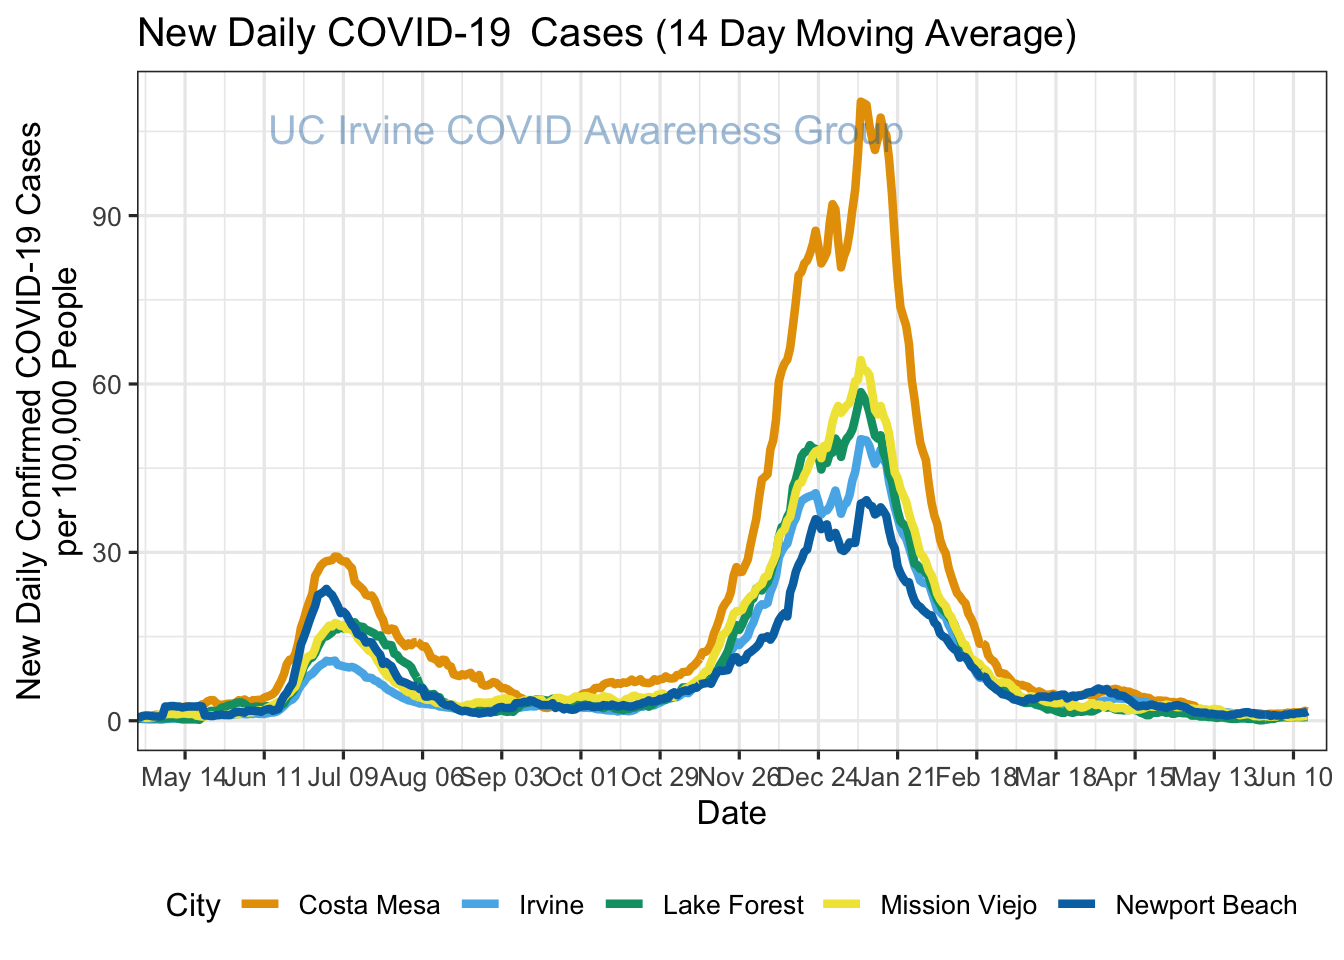 New Daily COVID-19  Cases (14 Day Moving Average)
UC Irvine COVID Awareness Group
New Daily Confirmed COVID-19 Cases
per 100,000 People
90
60
30
0
May 14 Jun 11 Jul 09 Aug 06 Sep 03 Oct 01 Oct 29 Nov 26 Dec 24 Jan 21 Feb 18 Mar 18 Apr 15 May 13 Jun 10
Date
City Costa Mesa Irvine Lake Forest Mission Viejo Newport Beach